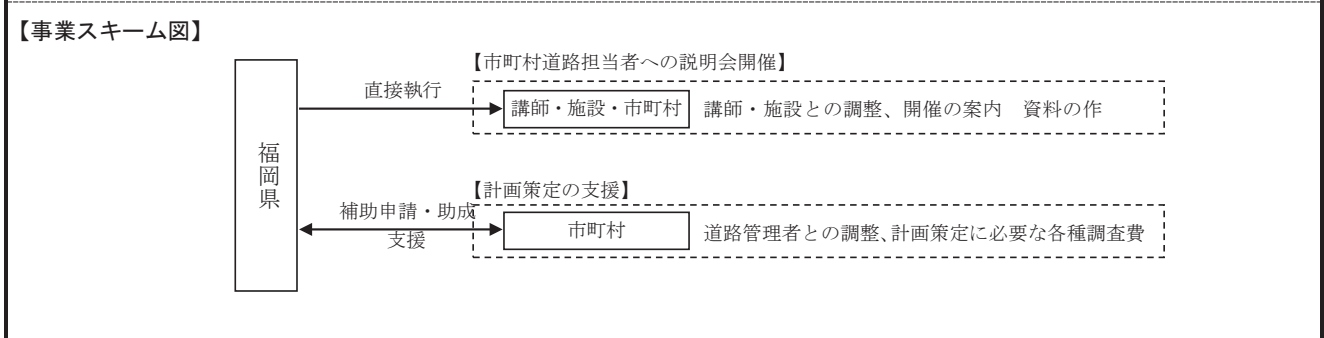 【事業スキーム図】
【市町村道路担当者への説明会開催】
直接執行
講師・施設・市町村
講師・施設との調整、開催の案内　資料の作
福岡県
【計画策定の支援】
補助申請・助成
支援
市町村
道路管理者との調整、計画策定に必要な各種調査費